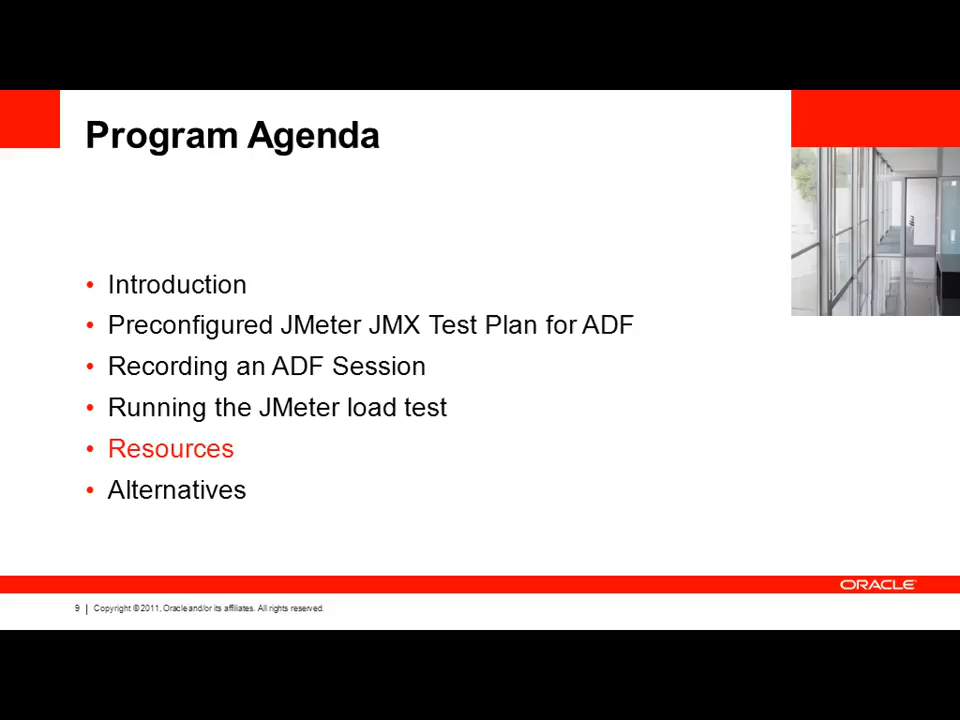 Program Agenda
• Introduction
• Preconfigured JMeter JMX Test Plan for ADF
• Recording an ADF Session
• Running the JMeter load test
• Resources
• Alternatives
ORACLE
9 | Copyright © 2011, Oracle and/or its affiliates. All rights reserved.